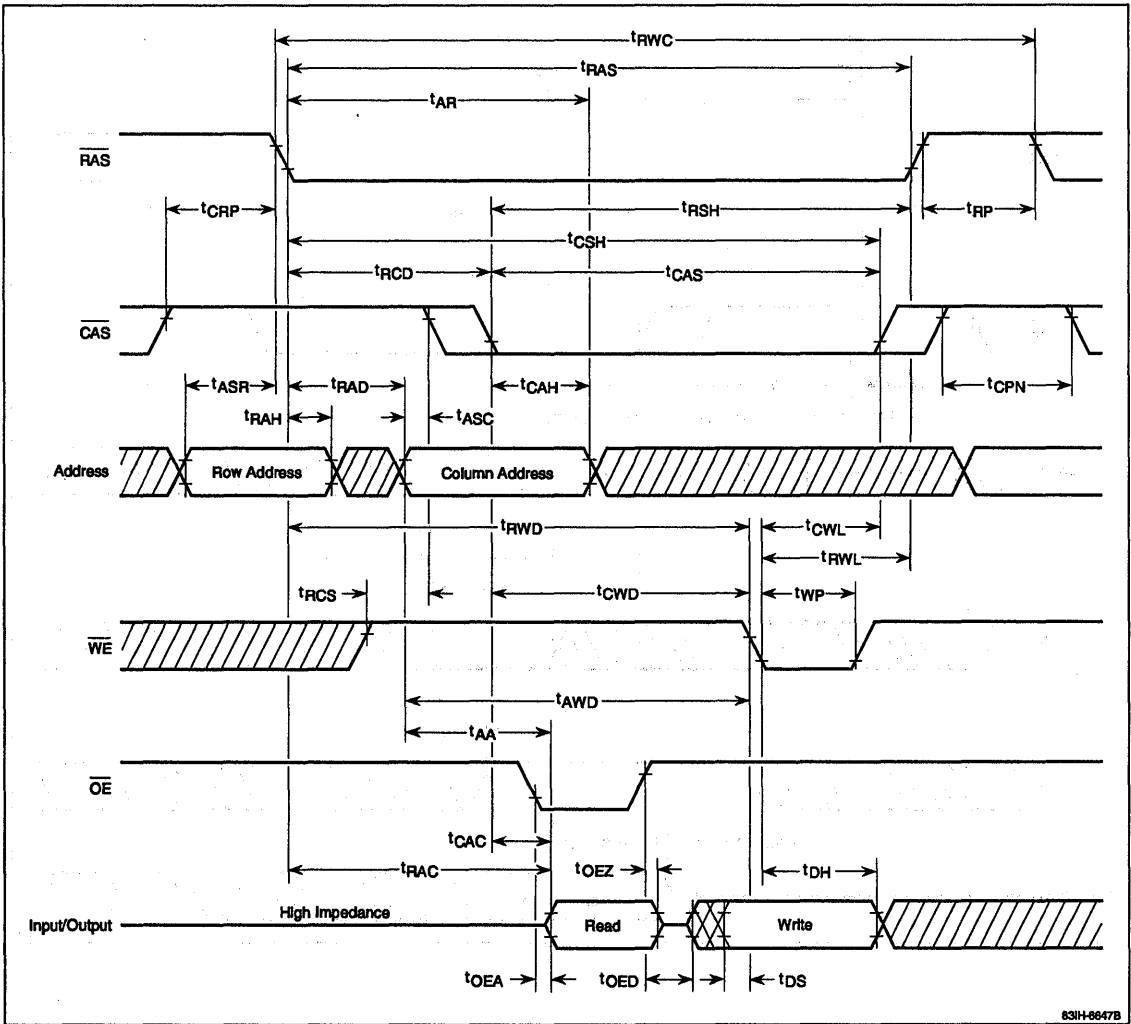 tRWC
tRAS
tAR
RAS
tCRP
tRSH
tRP
tCSH
tRCD
tCAS
CAS
tASR
tRAD
tCAH
tCPN
tRAH
tASC
Address
Row Address
Column Address
tRWD
tCWL
tRWL
tRCS
tCWD
tWP
WE
tAWD
tAA
OE
tCAC
tRAC
tOEZ
tDH
High Impedance
Input/Output
Read
Write
tOEA
tOED
tDS
83IH-6647B